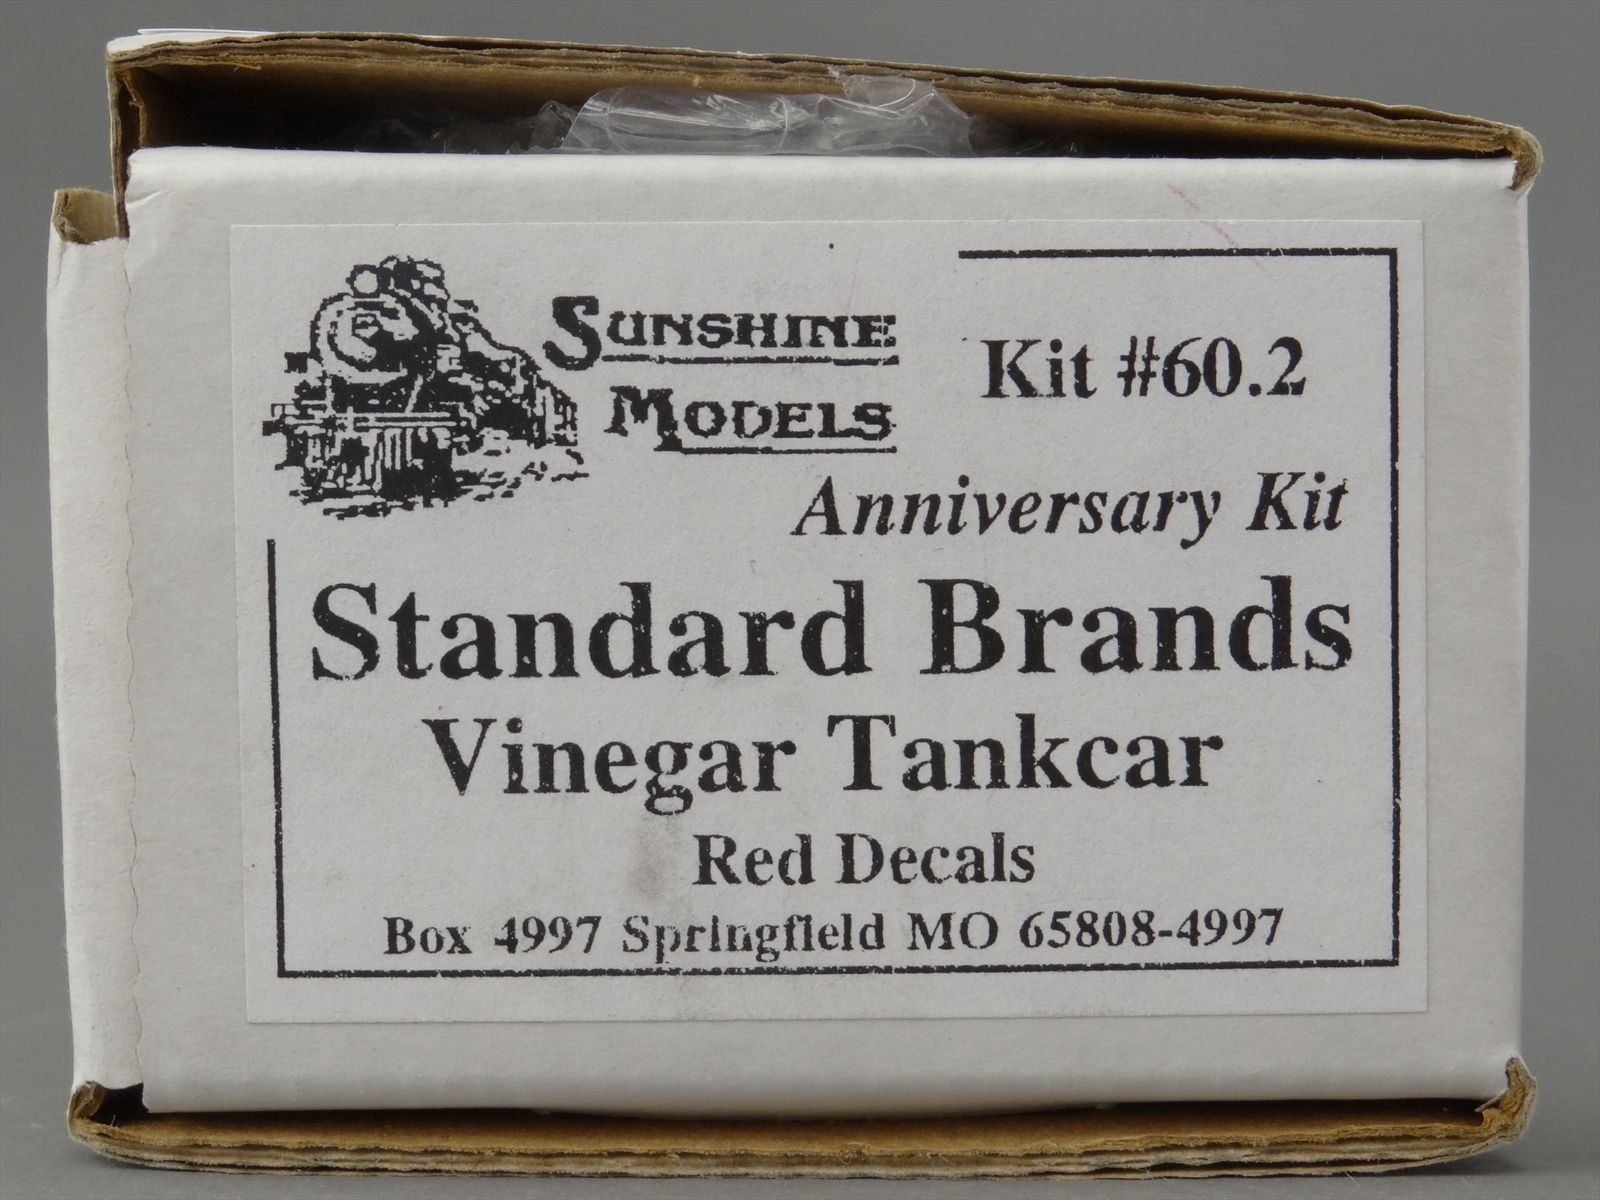 Sunshine
Models
Kit #60.2
Anniversary Kit
Standard Brands
Vinegar Tankcar
Red Decals
Box 4997 Springfield MO 65808-4997